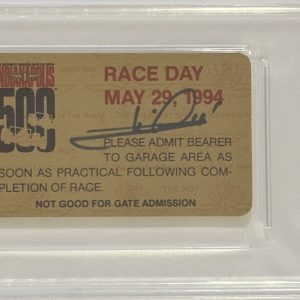 INDIANAPOLIS
500
RACE DAY
MAY 29, 1994
PLEASE ADMIT BEARER
TO GARAGE AREA AS
SOON AS PRACTICAL FOLLOWING COM-
PLETION OF RACE.
NOT GOOD FOR GATE ADMISSION